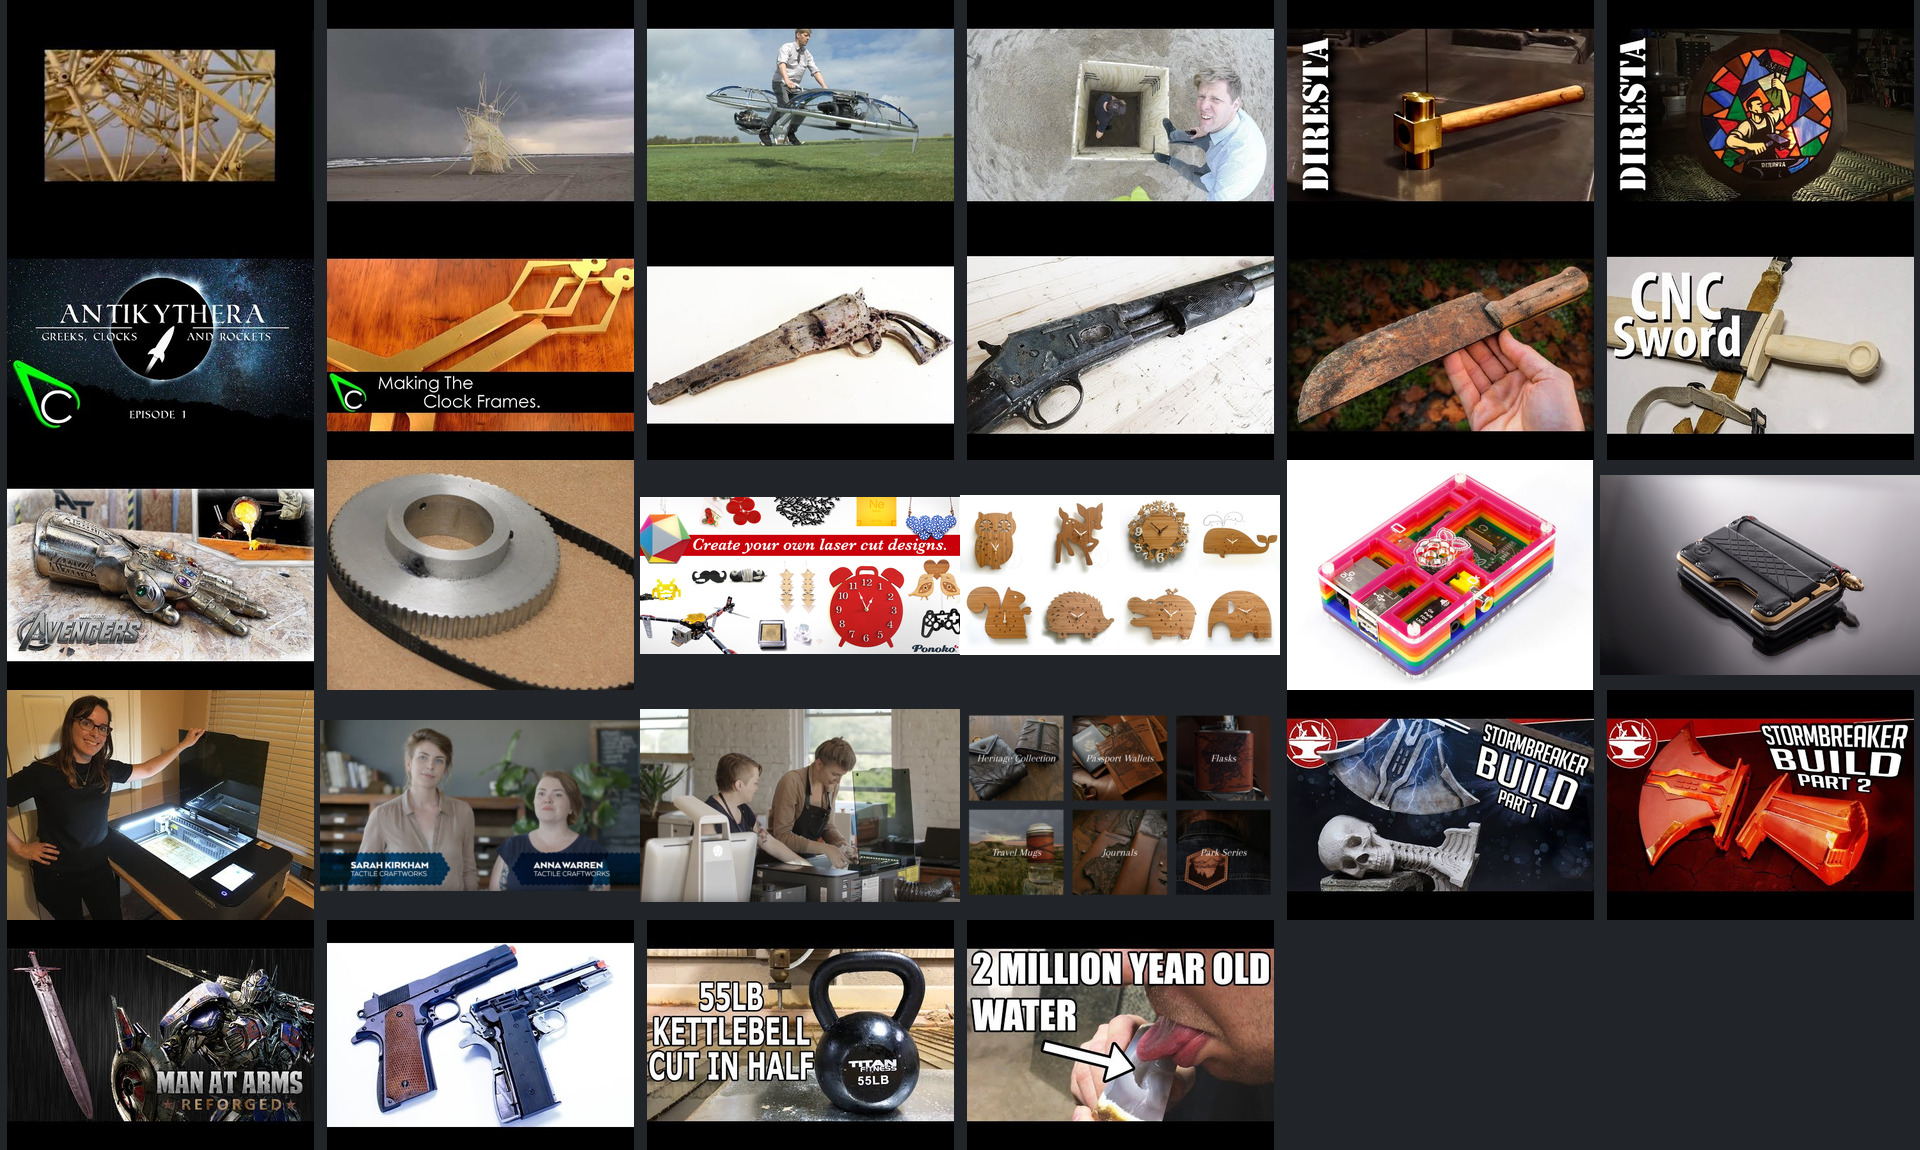 DIRESTA
DIRESTA
DIRESTA
ANTIKYTHERA
GREEKS, CLOCKS AND ROCKETS
EPISODE 1
C
C
Making The
Clock Frames.
CNC
Sword
AVENGERS
Create your own laser cut designs.
Ne
Ponoko
SARAH KIRKHAM
TACTILE CRAFTWORKS
ANNA WARREN
TACTILE CRAFTWORKS
Heritage Collection
Passport Wallets
Flasks
Travel Mugs
Journals
Park Series
STORMBREAKER
BUILD
PART 1
STORMBREAKER
BUILD
PART 2
MAN AT ARMS
REFORGED
55LB
KETTLEBELL
CUT IN HALF
TITAN
FITNESS
55LB
2 MILLION YEAR OLD
WATER